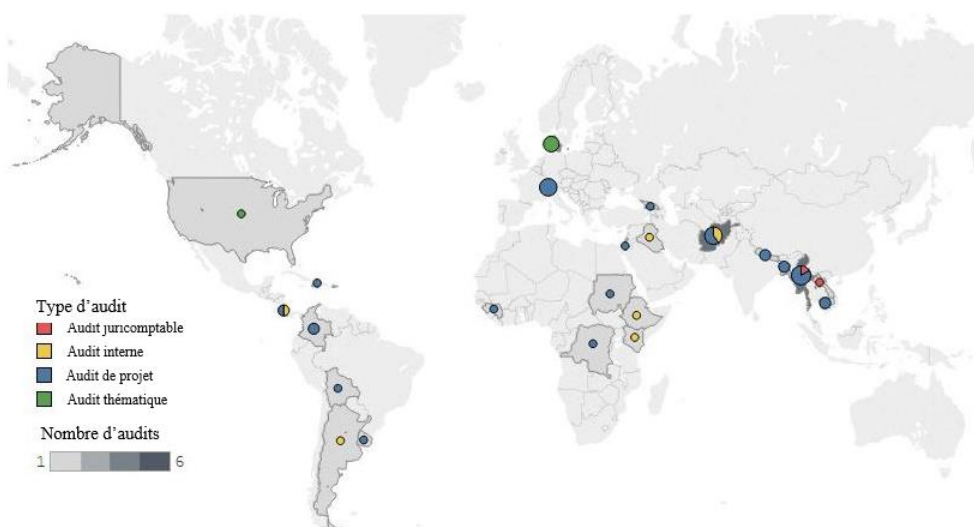 Type d’audit
Audit juricomptable
Audit interne
Audit de projet
Audit thématique
Nombre d’audits
1 6